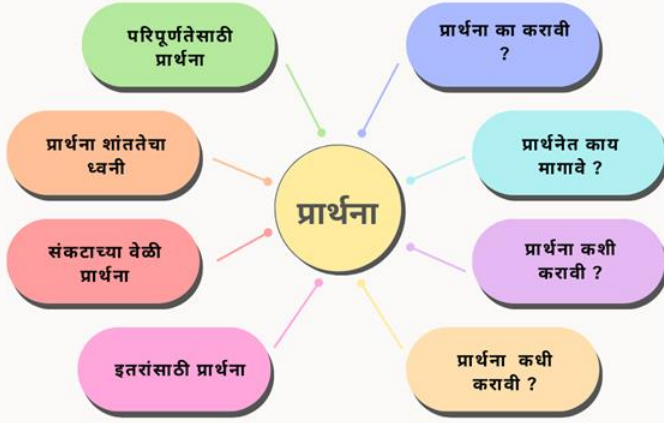 परिपूर्णतेसाठी
प्रार्थना
प्रार्थना का करावी
?
प्रार्थना शांततेचा
ध्वनी
प्रार्थनेत काय
मागावे ?
प्रार्थना
संकटाच्या वेळी
प्रार्थना
प्रार्थना कशी
करावी ?
इतरांसाठी प्रार्थना
प्रार्थना कधी
करावी ?